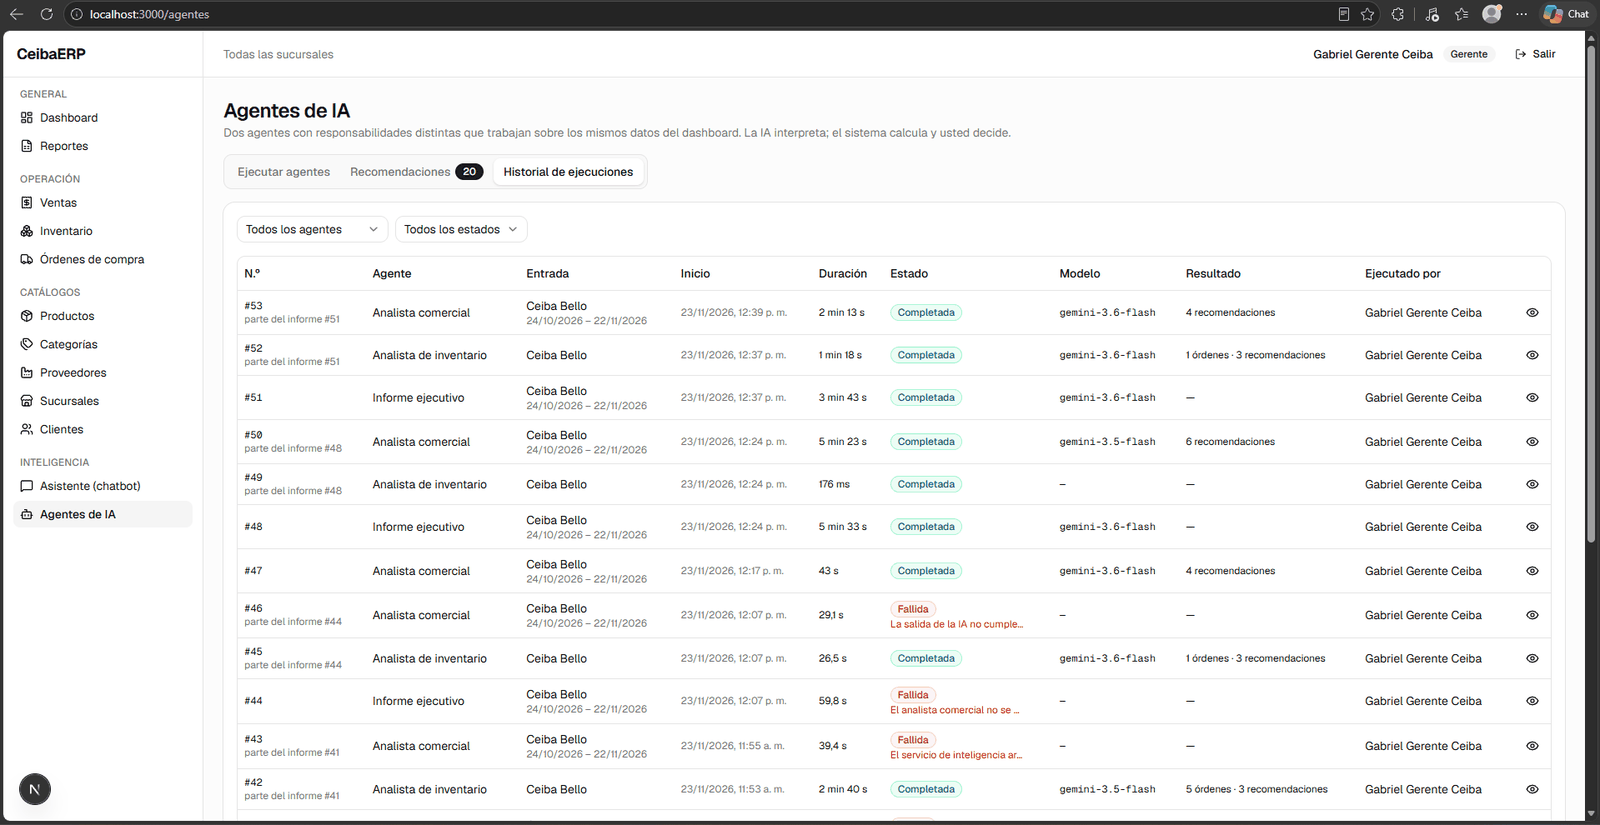 localhost:3000/agentes
Chat
CeibaERP
Todas las sucursales
Gabriel Gerente Ceiba
Gerente
Salir
GENERAL
Dashboard
Reportes
OPERACIÓN
Ventas
Inventario
Órdenes de compra
CATÁLOGOS
Productos
Categorías
Proveedores
Sucursales
Clientes
INTELIGENCIA
Asistente (chatbot)
Agentes de IA
N
Agentes de IA
Dos agentes con responsabilidades distintas que trabajan sobre los mismos datos del dashboard. La IA interpreta; el sistema calcula y usted decide.
Ejecutar agentes Recomendaciones 20 Historial de ejecuciones
Todos los agentes Todos los estados
N.º Agente Entrada Inicio Duración Estado Modelo Resultado Ejecutado por
#53 Ceiba Bello
Analista comercial 23/11/2026, 12:39 p. m. 2 min 13 s Completada gemini-3.6-flash 4 recomendaciones Gabriel Gerente Ceiba
parte del informe #51 24/10/2026 – 22/11/2026
#52
Analista de inventario Ceiba Bello 23/11/2026, 12:37 p. m. 1 min 18 s Completada gemini-3.6-flash 1 órdenes · 3 recomendaciones Gabriel Gerente Ceiba
parte del informe #51
Ceiba Bello
#51 Informe ejecutivo 23/11/2026, 12:37 p. m. 3 min 43 s Completada gemini-3.6-flash — Gabriel Gerente Ceiba
24/10/2026 – 22/11/2026
#50 Ceiba Bello
Analista comercial 23/11/2026, 12:24 p. m. 5 min 23 s Completada gemini-3.5-flash 6 recomendaciones Gabriel Gerente Ceiba
parte del informe #48 24/10/2026 – 22/11/2026
#49
Analista de inventario Ceiba Bello 23/11/2026, 12:24 p. m. 176 ms Completada – — Gabriel Gerente Ceiba
parte del informe #48
Ceiba Bello
#48 Informe ejecutivo 23/11/2026, 12:24 p. m. 5 min 33 s Completada gemini-3.6-flash — Gabriel Gerente Ceiba
24/10/2026 – 22/11/2026
Ceiba Bello
#47 Analista comercial 23/11/2026, 12:17 p. m. 43 s Completada gemini-3.6-flash 4 recomendaciones Gabriel Gerente Ceiba
24/10/2026 – 22/11/2026
#46 Ceiba Bello Fallida
Analista comercial 23/11/2026, 12:07 p. m. 29,1 s – — Gabriel Gerente Ceiba
parte del informe #44 24/10/2026 – 22/11/2026 La salida de la IA no cumple...
#45
Analista de inventario Ceiba Bello 23/11/2026, 12:07 p. m. 26,5 s Completada gemini-3.6-flash 1 órdenes · 3 recomendaciones Gabriel Gerente Ceiba
parte del informe #44
Ceiba Bello Fallida
#44 Informe ejecutivo 23/11/2026, 12:07 p. m. 59,8 s – — Gabriel Gerente Ceiba
24/10/2026 – 22/11/2026 El analista comercial no se ...
#43 Ceiba Bello Fallida
Analista comercial 23/11/2026, 11:55 a. m. 39,4 s – — Gabriel Gerente Ceiba
parte del informe #41 24/10/2026 – 22/11/2026 El servicio de inteligencia ar...
#42
Analista de inventario Ceiba Bello 23/11/2026, 11:53 a. m. 2 min 40 s Completada gemini-3.5-flash 5 órdenes · 3 recomendaciones Gabriel Gerente Ceiba
parte del informe #41